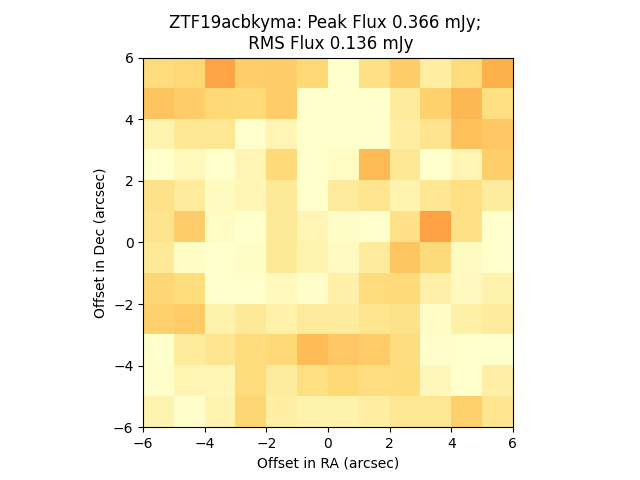 ZTF19acbkyma: Peak Flux 0.366 mJy;
RMS Flux 0.136 mJy
6
4
2
0
−2
−4
−6
Offset in Dec (arcsec)
−6 −4 −2 0 2 4 6
Offset in RA (arcsec)